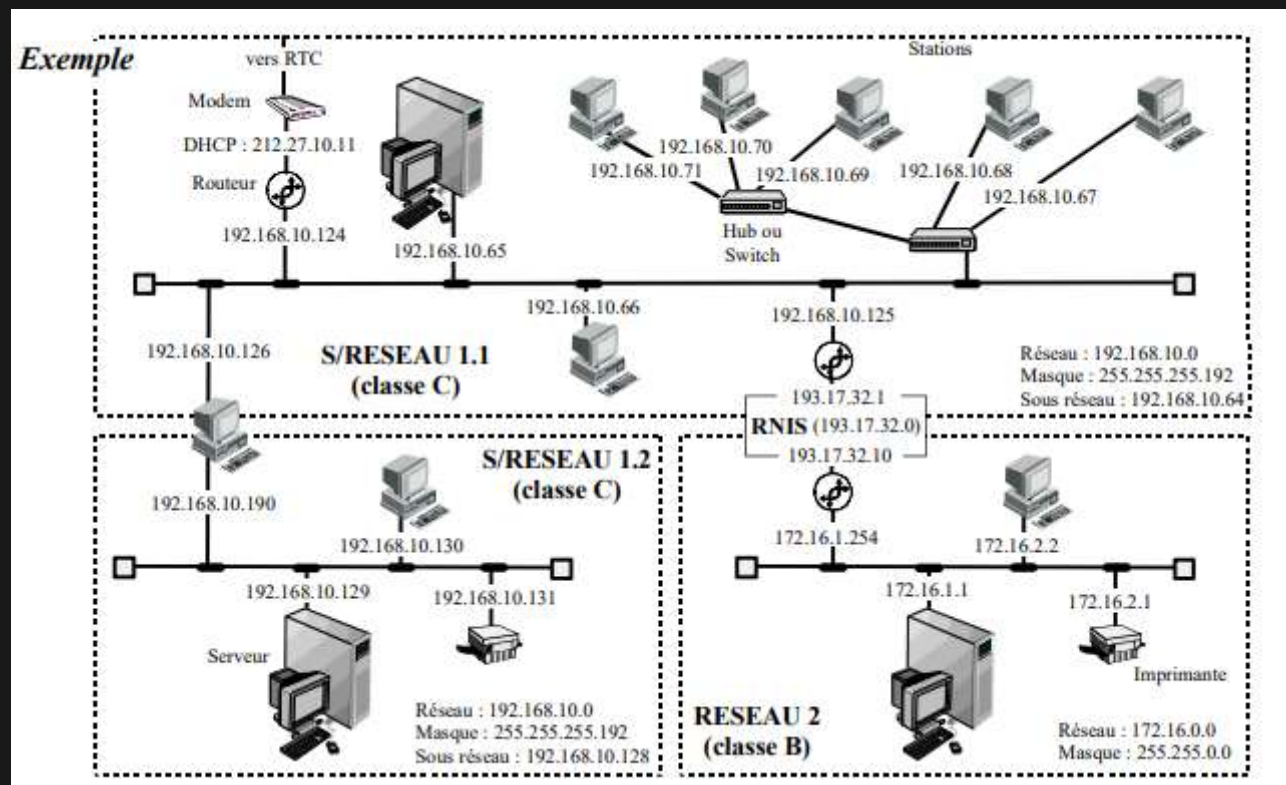 Exemple
vers RTC
Modem
DHCP : 212.27.10.11
Routeur
192.168.10.124
192.168.10.65
Stations
192.168.10.70
192.168.10.71
192.168.10.69
192.168.10.68
192.168.10.67
Hub ou
Switch
192.168.10.66
192.168.10.125
192.168.10.126
S/RESEAU 1.1
(classe C)
Réseau : 192.168.10.0
Masque : 255.255.255.192
Sous réseau : 192.168.10.64
193.17.32.1
RNIS (193.17.32.0)
193.17.32.10
S/RESEAU 1.2
(classe C)
192.168.10.190
192.168.10.130
192.168.10.129
192.168.10.131
Serveur
Réseau : 192.168.10.0
Masque : 255.255.255.192
Sous réseau : 192.168.10.128
172.16.1.254
172.16.2.2
172.16.1.1
172.16.2.1
Imprimante
RESEAU 2
(classe B)
Réseau : 172.16.0.0
Masque : 255.255.0.0